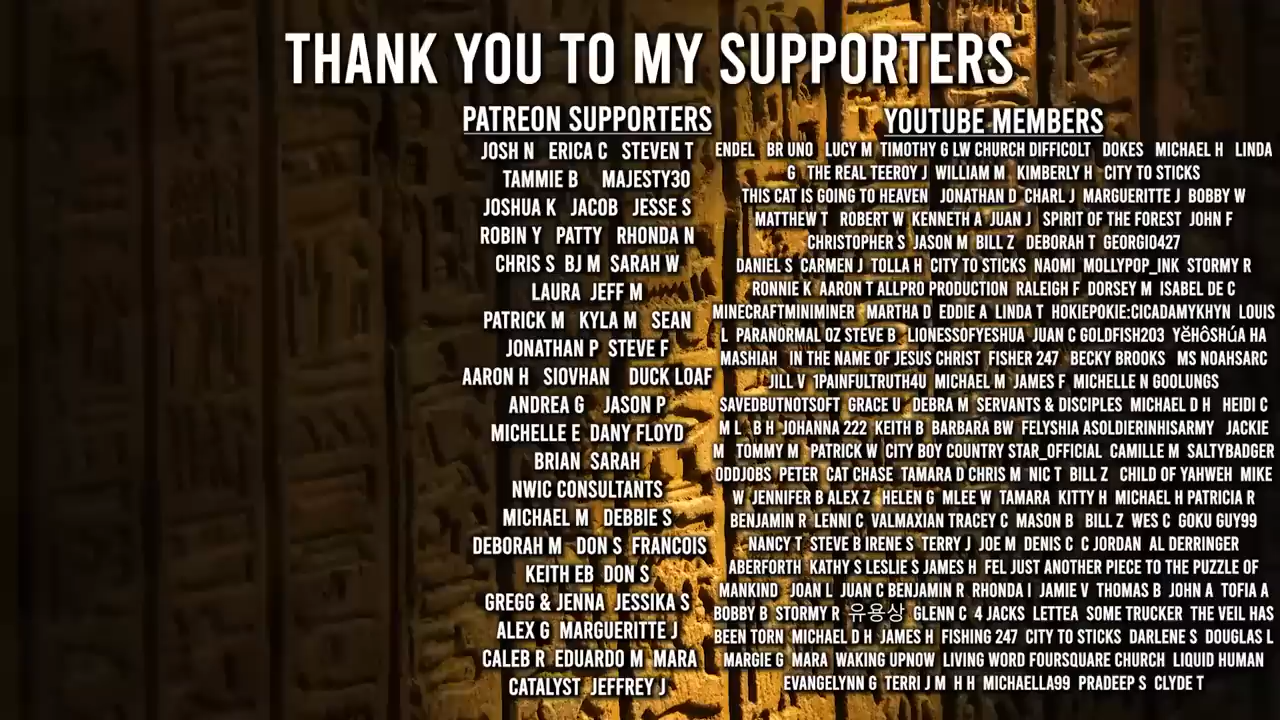 THANK YOU TO MY SUPPORTERS
PATREON SUPPORTERS
JOSH N ERICA C STEVEN T
TAMMIE B MAJESTY30
JOSHUA K JACOB JESSE S
ROBIN Y PATTY RHONDA N
CHRIS S BJ M SARAH W
LAURA JEFF M
PATRICK M KYLA M SEAN
JONATHAN P STEVE F
AARON H SIOVHAN DUCK LOAF
ANDREA G JASON P
MICHELLE E DANY FLOYD
BRIAN SARAH
NWIC CONSULTANTS
MICHAEL M DEBBIE S
DEBORAH M DON S FRANCOIS
KEITH EB DON S
GREGG & JENNA JESSIKA S
ALEX G MARGUERITTE J
CALEB R EDUARDO M MARA
CATALYST JEFFREY J
YOUTUBE MEMBERS
ENDEL BR UNO LUCY M TIMOTHY G LW CHURCH DIFFICOLT DOKES MICHAEL H LINDA
G THE REAL TEEROY J WILLIAM M KIMBERLY H CITY TO STICKS
THIS CAT IS GOING TO HEAVEN JONATHAN D CHARL J MARGUERITTE J BOBBY W
MATTHEW T ROBERT W KENNETH A JUAN J SPIRIT OF THE FOREST JOHN F
CHRISTOPHER S JASON M BILL Z DEBORAH T GEORGIO427
DANIEL S CARMEN J TOLLA H CITY TO STICKS NAOMI MOLLYPOP_INK STORMY R
RONNIE K AARON T ALLPRO PRODUCTION RALEIGH F DORSEY M ISABEL DE C
MINECRAFTMINIMINER MARTHA D EDDIE A LINDA T HOKIEPOKIE:CICADAMYKHYN LOUIS
L PARANORMAL OZ STEVE B LIONESSOFYESHUA JUAN C GOLDFISH203 YĕHÔSHúA HA
MASHIAH IN THE NAME OF JESUS CHRIST FISHER 247 BECKY BROOKS MS NOAHSARC
JILL V 1PAINFULTRUTH4U MICHAEL M JAMES F MICHELLE N GOOLUNGS
SAVEDBUTNOTSOFT GRACE U DEBRA M SERVANTS & DISCIPLES MICHAEL D H HEIDI C
M L B H JOHANNA 222 KEITH B BARBARA BW FELYSHIA ASOLDIERINHISARMY JACKIE
M TOMMY M PATRICK W CITY BOY COUNTRY STAR_OFFICIAL CAMILLE M SALTYBADGER
ODDJOBS PETER CAT CHASE TAMARA D CHRIS M NIC T BILL Z CHILD OF YAHWEH MIKE
W JENNIFER B ALEX Z HELEN G MLEE W TAMARA KITTY H MICHAEL H PATRICIA R
BENJAMIN R LENNI C VALMAXIAN TRACEY C MASON B BILL Z WES C GOKU GUY99
NANCY T STEVE B IRENE S TERRY J JOE M DENIS C C JORDAN AL DERRINGER
ABERFORTH KATHY S LESLIE S JAMES H FEL JUST ANOTHER PIECE TO THE PUZZLE OF
MANKIND JOAN L JUAN C BENJAMIN R RHONDA I JAMIE V THOMAS B JOHN A TOFIA A
BOBBY B STORMY R 유용상 GLENN C 4 JACKS LETTEA SOME TRUCKER THE VEIL HAS
BEEN TORN MICHAEL D H JAMES H FISHING 247 CITY TO STICKS DARLENE S DOUGLAS L
MARGIE G MARA WAKING UPNOW LIVING WORD FOURSQUARE CHURCH LIQUID HUMAN
EVANGELYNN G TERRI J M H H MICHAELLA99 PRADEEP S CLYDE T